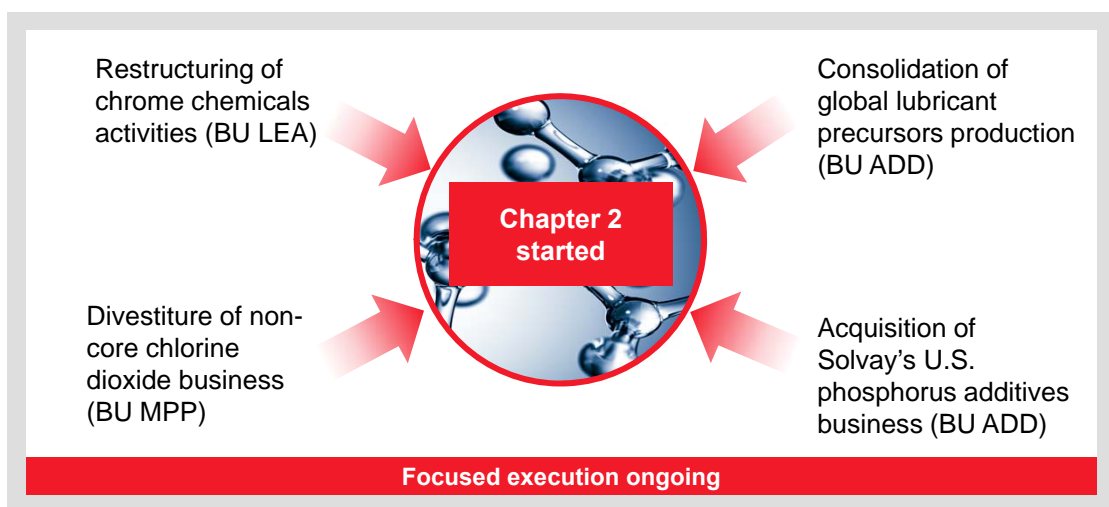 Restructuring of
chrome chemicals
activities (BU LEA)
Consolidation of
global lubricant
precursors production
(BU ADD)
Chapter 2
started
Divestiture of non-
core chlorine
dioxide business
(BU MPP)
Acquisition of
Solvay’s U.S.
phosphorus additives
business (BU ADD)
Focused execution ongoing